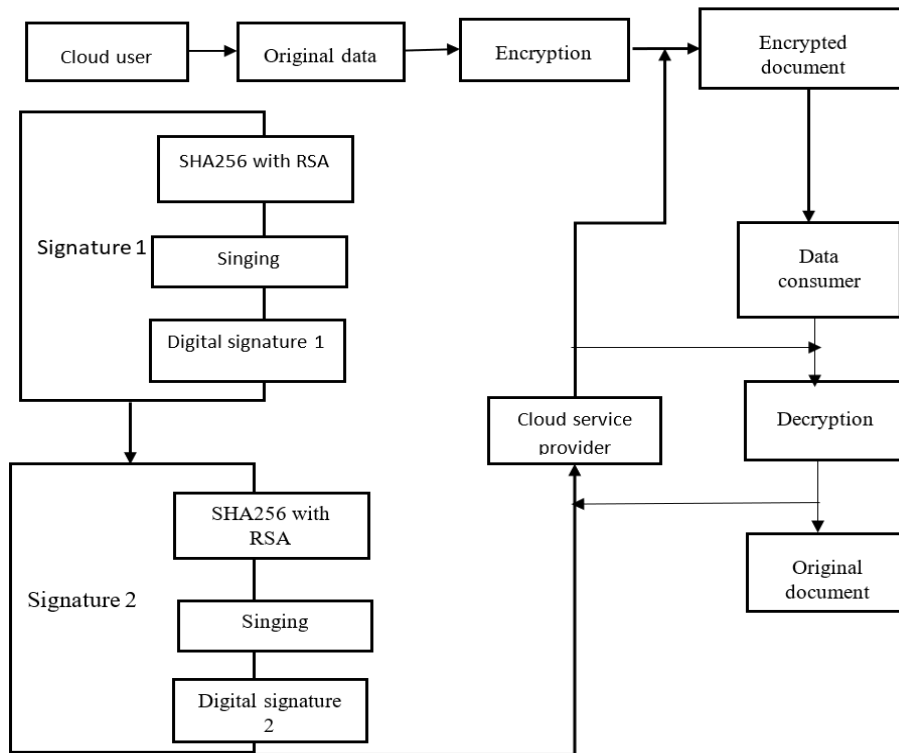 Cloud user
Original data
Encryption
Encrypted
document
SHA256 with RSA
Signature 1
Singing
Digital signature 1
Data
consumer
Cloud service
provider
Decryption
SHA256 with
RSA
Signature 2
Singing
Digital signature
2
Original
document